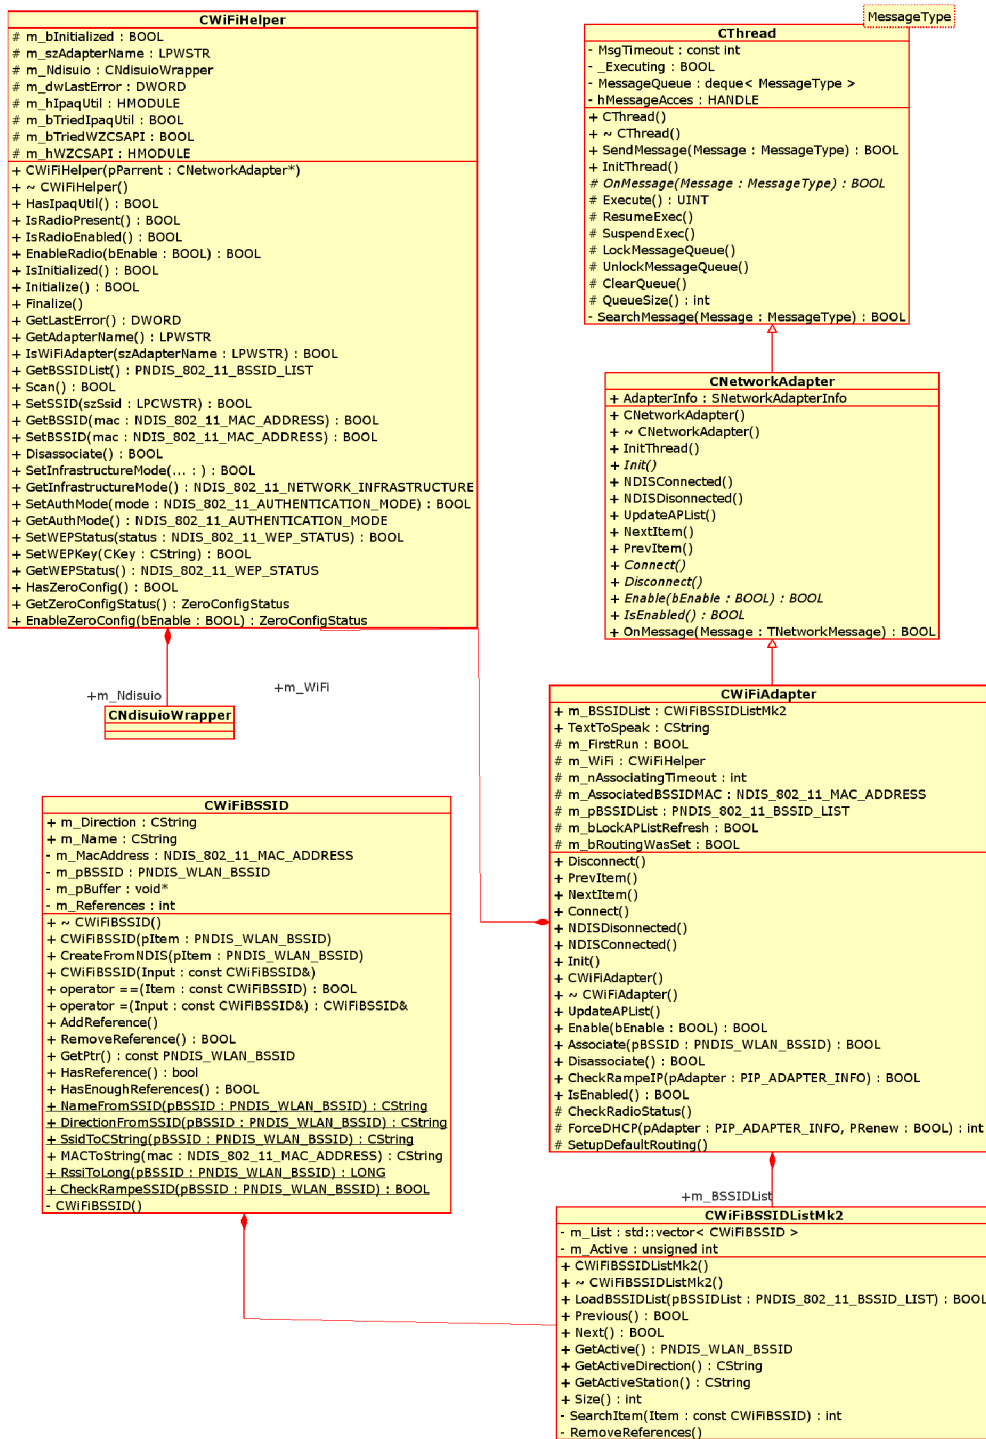 CWiFiHelper
# m_bInitialized : BOOL
# m_szAdapterName : LPWSTR
# m_Ndisuio : CNdisuioWrapper
# m_dwLastError : DWORD
# m_hIpaqUtil : HMODULE
# m_bTriedIpaqUtil : BOOL
# m_bTriedWZCSAPI : BOOL
# m_hWZCSAPI : HMODULE
+ CWiFiHelper(pParent : CNetworkAdapter*)
+ ~ CWiFiHelper()
+ HasIpaqUtil() : BOOL
+ IsRadioPresent() : BOOL
+ IsRadioEnabled() : BOOL
+ EnableRadio(bEnable : BOOL) : BOOL
+ IsInitialized() : BOOL
+ Initialize() : BOOL
+ Finalize()
+ GetLastError() : DWORD
+ GetAdapterName() : LPWSTR
+ IsWiFiAdapter(szAdapterName : LPWSTR) : BOOL
+ GetBSSIDList() : PNDIS_802_11_BSSID_LIST
+ Scan() : BOOL
+ SetSSID(szSsid : LPCWSTR) : BOOL
+ GetBSSID(mac : NDIS_802_11_MAC_ADDRESS) : BOOL
+ SetBSSID(mac : NDIS_802_11_MAC_ADDRESS) : BOOL
+ Disassociate() : BOOL
+ SetInfrastructureMode(... : ) : BOOL
+ GetInfrastructureMode() : NDIS_802_11_NETWORK_INFRASTRUCTURE
+ SetAuthMode(mode : NDIS_802_11_AUTHENTICATION_MODE) : BOOL
+ GetAuthMode() : NDIS_802_11_AUTHENTICATION_MODE
+ SetWEPStatus(status : NDIS_802_11_WEP_STATUS) : BOOL
+ SetWEPKey(CKey : CString) : BOOL
+ GetWEPStatus() : NDIS_802_11_WEP_STATUS
+ HasZeroConfig() : BOOL
+ GetZeroConfigStatus() : ZeroConfigStatus
+ EnableZeroConfig(bEnable : BOOL) : ZeroConfigStatus
MessageType
CThread
- MsgTimeout : const int
- _Executing : BOOL
- MessageQueue : deque< MessageType >
- hMessageAcces : HANDLE
+ CThread()
+ ~ CThread()
+ SendMessage(Message : MessageType) : BOOL
+ InitThread()
# OnMessage(Message : MessageType) : BOOL
# Execute() : UINT
# ResumeExec()
# SuspendExec()
# LockMessageQueue()
# UnlockMessageQueue()
# ClearQueue()
# QueueSize() : int
- SearchMessage(Message : MessageType) : BOOL
CNetworkAdapter
+ AdapterInfo : SNetworkAdapterInfo
+ CNetworkAdapter()
+ ~ CNetworkAdapter()
+ InitThread()
+ Init()
+ NDISConnected()
+ NDISDisonnected()
+ UpdateAPList()
+ NextItem()
+ PrevItem()
+ Connect()
+ Disconnect()
+ Enable(bEnable : BOOL) : BOOL
+ IsEnabled() : BOOL
+ OnMessage(Message : TNetworkMessage) : BOOL
+m_Ndisuio
+m_WiFi
CNdisuioWrapper
CWiFiAdapter
+ m_BSSIDList : CWiFiBSSIDListMk2
+ TextToSpeak : CString
# m_FirstRun : BOOL
# m_WiFi : CWiFiHelper
# m_nAssociatingTimeout : int
# m_AssociatedBSSIDMAC : NDIS_802_11_MAC_ADDRESS
# m_pBSSIDList : PNDIS_802_11_BSSID_LIST
# m_bLockAPListRefresh : BOOL
# m_bRoutingWasSet : BOOL
+ Disconnect()
+ PrevItem()
+ NextItem()
+ Connect()
+ NDISDisonnected()
+ NDISConnected()
+ Init()
+ CWiFiAdapter()
+ ~ CWiFiAdapter()
+ UpdateAPList()
+ Enable(bEnable : BOOL) : BOOL
+ Associate(pBSSID : PNDIS_WLAN_BSSID) : BOOL
+ Disassociate() : BOOL
+ CheckRampeIP(pAdapter : PIP_ADAPTER_INFO) : BOOL
+ IsEnabled() : BOOL
# CheckRadioStatus()
# ForceDHCP(pAdapter : PIP_ADAPTER_INFO, PRenew : BOOL) : int
# SetupDefaultRouting()
CWiFiBSSID
+ m_Direction : CString
+ m_Name : CString
- m_MacAddress : NDIS_802_11_MAC_ADDRESS
- m_pBSSID : PNDIS_WLAN_BSSID
- m_pBuffer : void*
- m_References : int
+ ~ CWiFiBSSID()
+ CWiFiBSSID(pItem : PNDIS_WLAN_BSSID)
+ CreateFromNDIS(pItem : PNDIS_WLAN_BSSID)
+ CWiFiBSSID(Input : const CWiFiBSSID&)
+ operator ==(Item : const CWiFiBSSID) : BOOL
+ operator =(Input : const CWiFiBSSID&) : CWiFiBSSID&
+ AddReference()
+ RemoveReference() : BOOL
+ GetPtr() : const PNDIS_WLAN_BSSID
+ HasReference() : bool
+ HasEnoughReferences() : BOOL
+ NameFromSSID(pBSSID : PNDIS_WLAN_BSSID) : CString
+ DirectionFromSSID(pBSSID : PNDIS_WLAN_BSSID) : CString
+ SsidToCString(pBSSID : PNDIS_WLAN_BSSID) : CString
+ MACToString(mac : NDIS_802_11_MAC_ADDRESS) : CString
+ RssiToLong(pBSSID : PNDIS_WLAN_BSSID) : LONG
+ CheckRampeSSID(pBSSID : PNDIS_WLAN_BSSID) : BOOL
- CWiFiBSSID()
+m_BSSIDList
CWiFiBSSIDListMk2
- m_List : std::vector< CWiFiBSSID >
- m_Active : unsigned int
+ CWiFiBSSIDListMk2()
+ ~ CWiFiBSSIDListMk2()
+ LoadBSSIDList(pBSSIDList : PNDIS_802_11_BSSID_LIST) : BOOL
+ Previous() : BOOL
+ Next() : BOOL
+ GetActive() : PNDIS_WLAN_BSSID
+ GetActiveDirection() : CString
+ GetActiveStation() : CString
+ Size() : int
- SearchItem(Item : const CWiFiBSSID) : int
- RemoveReferences()